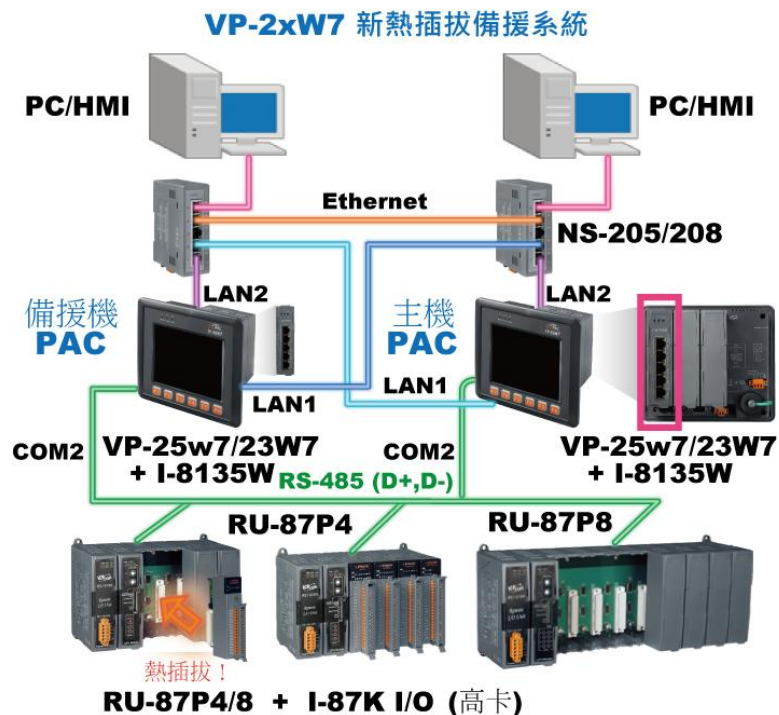 VP-2xW7 新熱插拔備援系統
PC/HMI
PC/HMI
Ethernet
NS-205/208
LAN2
LAN2
備援機
PAC
主機
PAC
LAN1
LAN1
COM2
VP-25w7/23W7
+ I-8135W
COM2
VP-25w7/23W7
+ I-8135W
RS-485 (D+,D-)
RU-87P4
RU-87P8
熱插拔！
RU-87P4/8 + I-87K I/O (高卡)